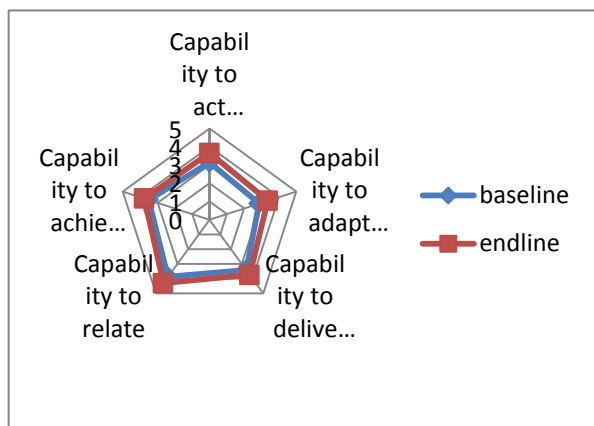 Capabil
ity to
act...
5
4
3
2
1
0
Capabil
ity to
adapt...
Capabil
ity to
delive...
Capabil
ity to
relate
Capabil
ity to
achie...
baseline
endline